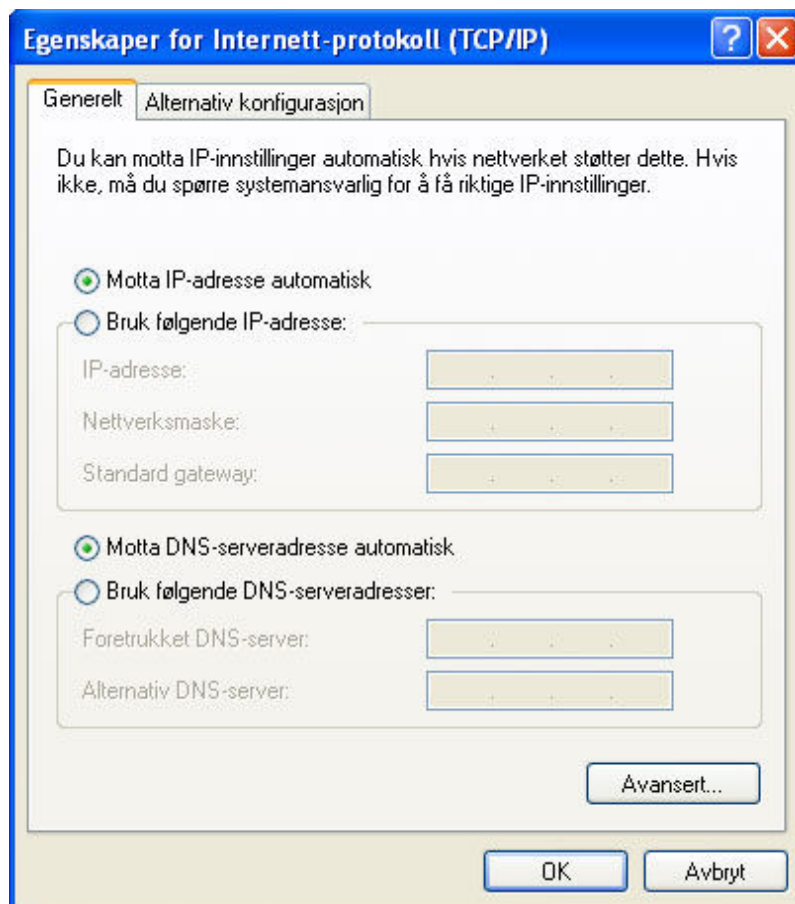 Egenskaper for Internett-protokoll (TCP/IP)
Generelt
Alternativ konfigurasjon
Du kan motta IP-innstillinger automatisk hvis nettverket støtter dette. Hvis
ikke, må du spørre systemansvarlig for å få riktige IP-innstillinger.
Motta IP-adresse automatisk
Bruk følgende IP-adresse:
IP-adresse:
Nettverksmaske:
Standard gateway:
Motta DNS-serveradresse automatisk
Bruk følgende DNS-serveradresser:
Foretrukket DNS-server:
Alternativ DNS-server:
Avansert...
OK
Avbryt